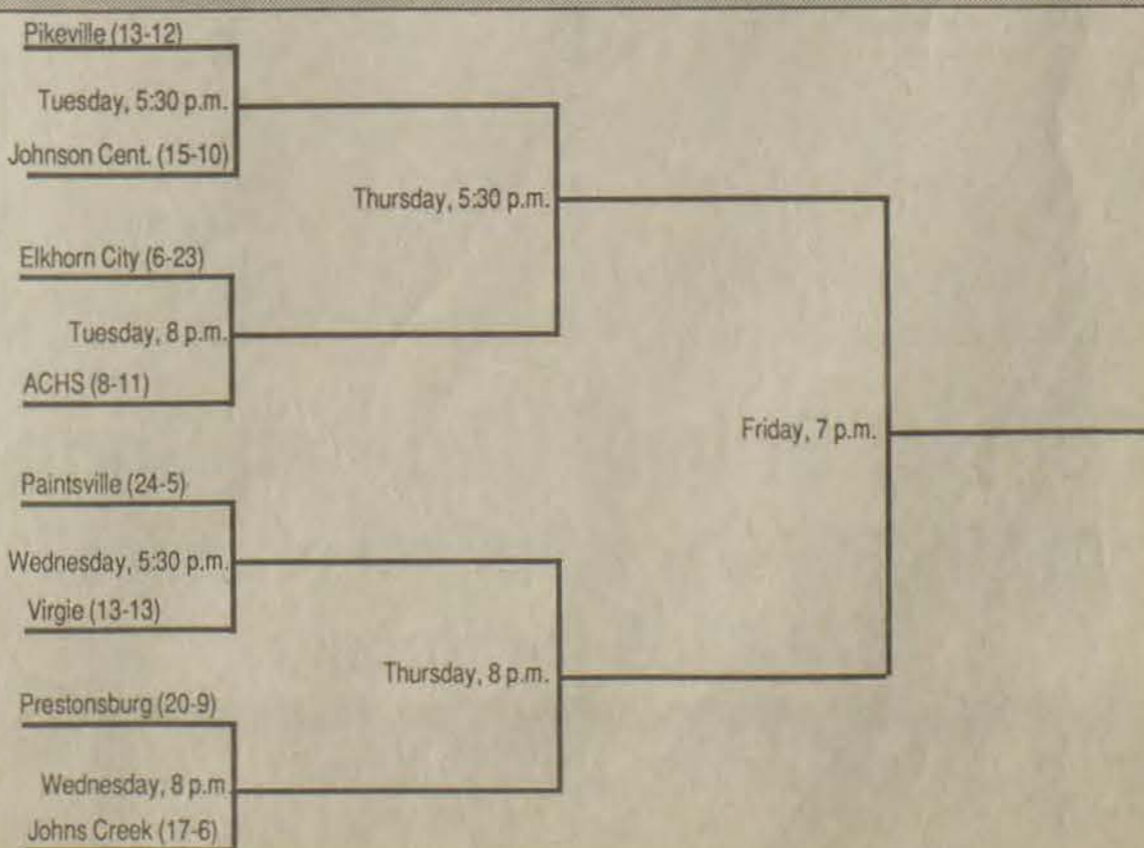 Pikeville (13-12)
Tuesday, 5:30 p.m.
Johnson Cent. (15-10)
Thursday, 5:30 p.m.
Elkhorn City (6-23)
Tuesday, 8 p.m.
ACHS (8-11)
Friday, 7 p.m.
Paintsville (24-5)
Wednesday, 5:30 p.m.
Virgie (13-13)
Thursday, 8 p.m.
Prestonsburg (20-9)
Wednesday, 8 p.m
Johns Creek (17-6)